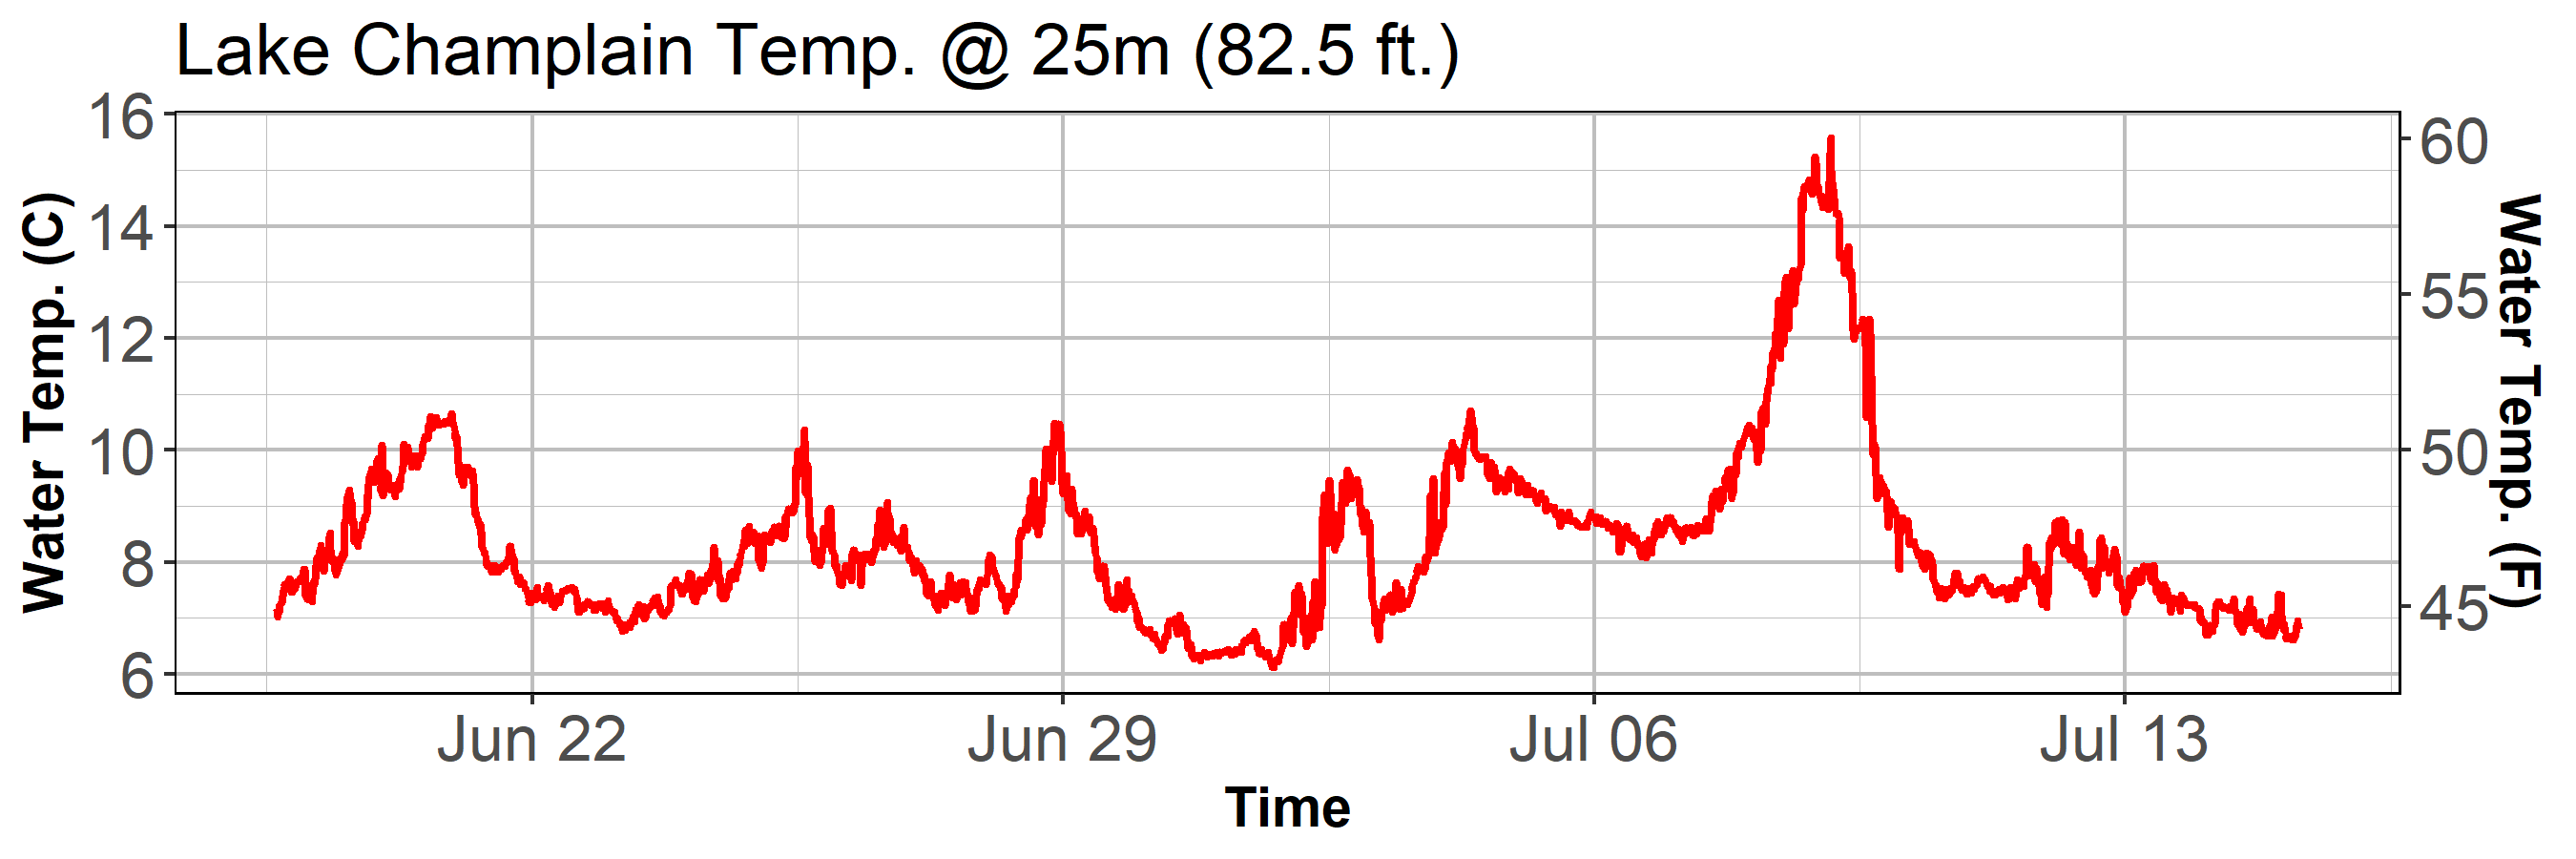 Lake Champlain Temp. @ 25m (82.5 ft.)
Water Temp. (C)
16
14
12
10
8
6
60
55
50
45
Water Temp. (F)
Jun 22 Jun 29 Jul 06 Jul 13
Time